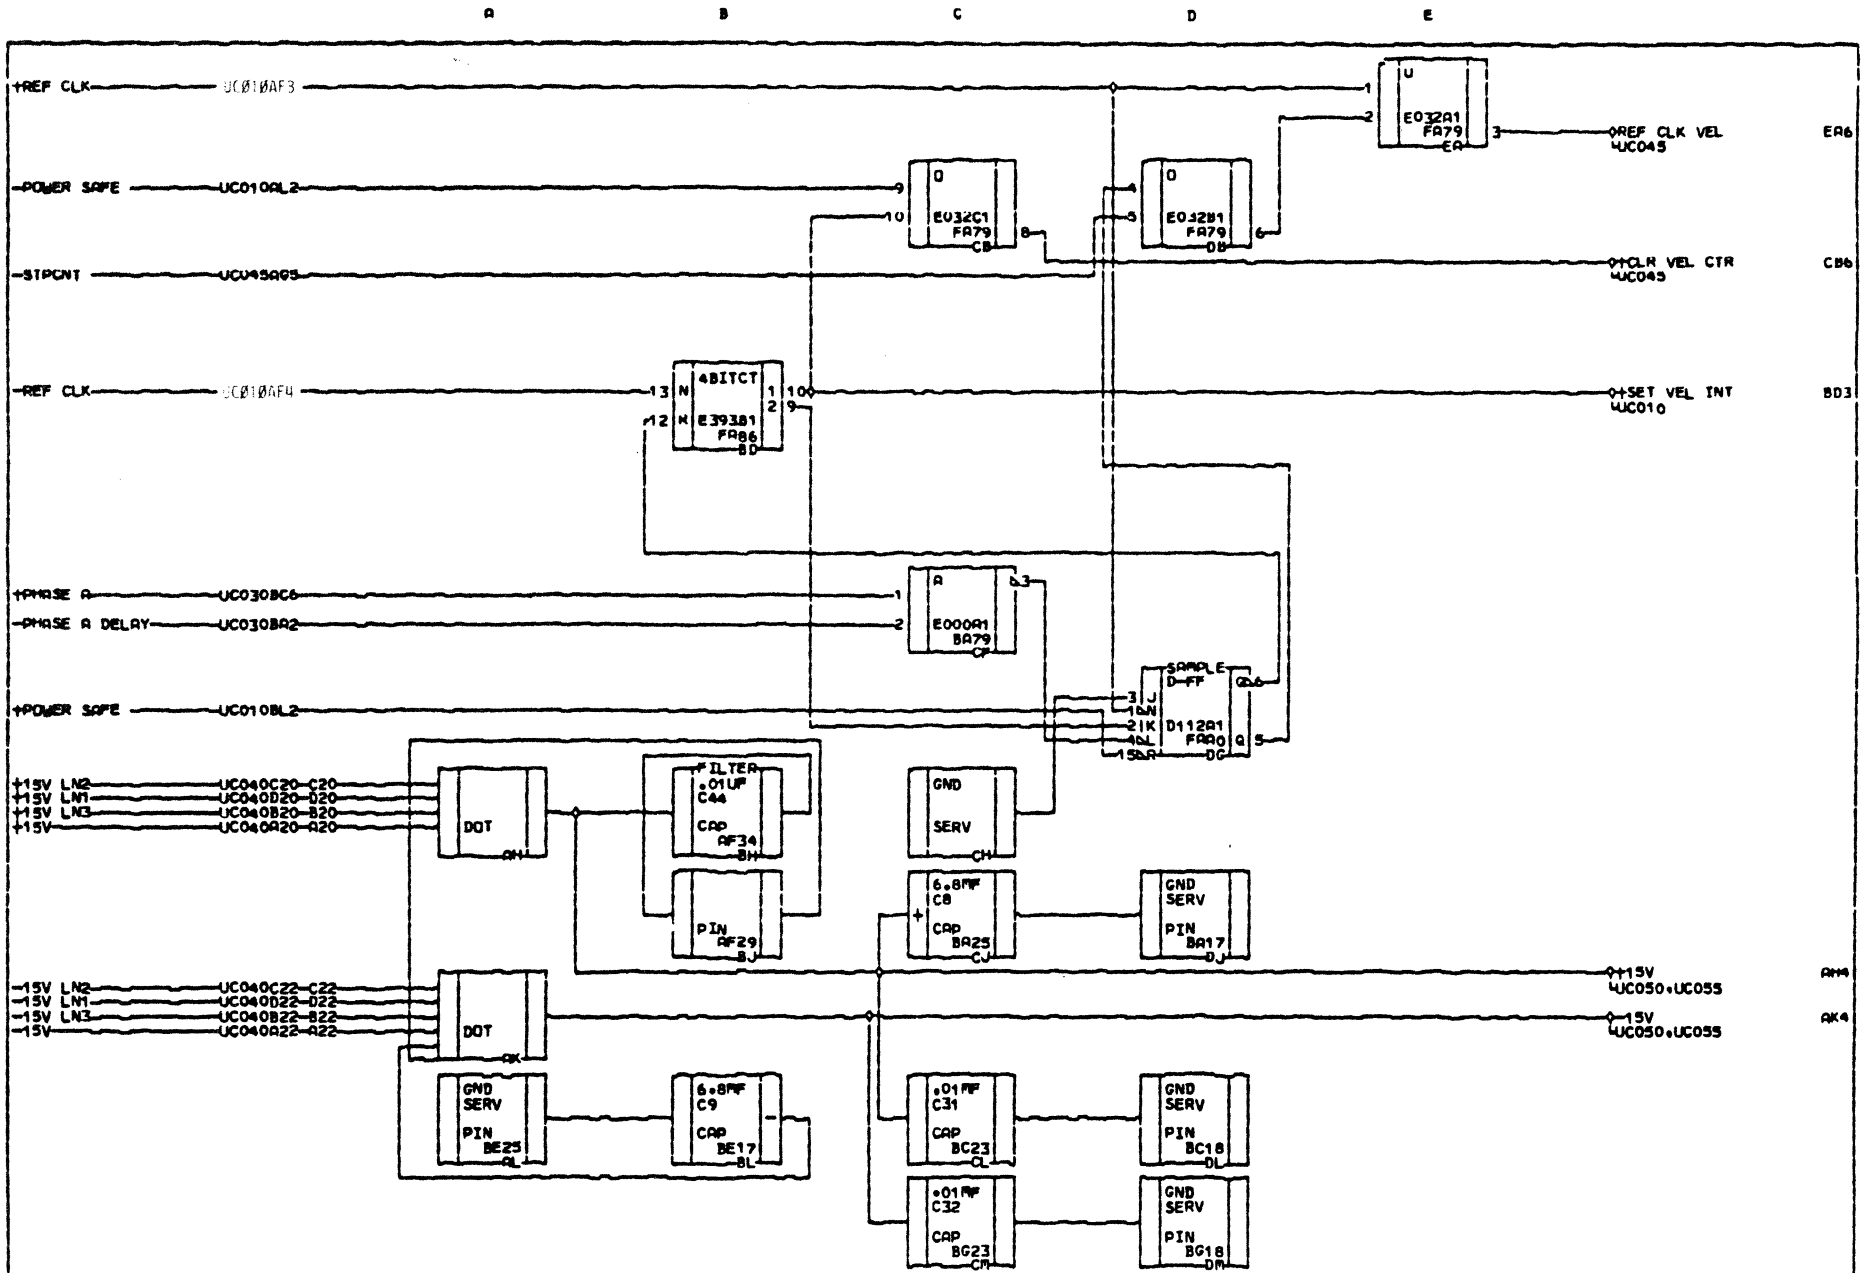 A B C D E
+REF CLK UC010AF3
1
2
E032A1
FA79
EA
3
REF CLK VEL
UC045
EA6
-POWER SAFE UC010AL2
9
10
O
E032C1
FA79
CB
8
4
5
O
E032B1
FA79
DB
6
-STPCNT UC045AG5
+CLR VEL CTR
UC045
CB6
-REF CLK UC010AF4
13 N 4BITCT 1 10
2 9
12 R E393B1
FA86
BD
+SET VEL INT
UC010
BD3
+PHASE A UC030BC6
-PHASE A DELAY UC030BA2
1
2
A
E000A1
BA79
CF
3
+POWER SAFE UC010BL2
SAMPLE
D-FF
3 J
1 N
2 K D112A1
4 L FAA0 Q 5
15 R DG
Q 6
+15V LN2 UC040C20-C20
+15V LN1 UC040D20-D20
+15V LN3 UC040B20-B20
+15V UC040A20-A20
DOT
AH
FILTER
.01UF
C44
CAP
AF34
BH
GND
SERV
CH
PIN
AF29
BJ
6.8MF
C8
+
CAP
BA25
CJ
GND
SERV
PIN
BA17
DJ
+15V
UC050,UC055
AH4
-15V LN2 UC040C22-C22
-15V LN1 UC040D22-D22
-15V LN3 UC040B22-B22
-15V UC040A22-A22
DOT
AK
-15V
UC050,UC055
AK4
GND
SERV
PIN
BE25
AL
6.8MF
C9
-
CAP
BE17
BL
.01MF
C31
CAP
BC23
CL
GND
SERV
PIN
BC18
DL
.01MF
C32
CAP
BG23
CM
GND
SERV
PIN
BG18
DM